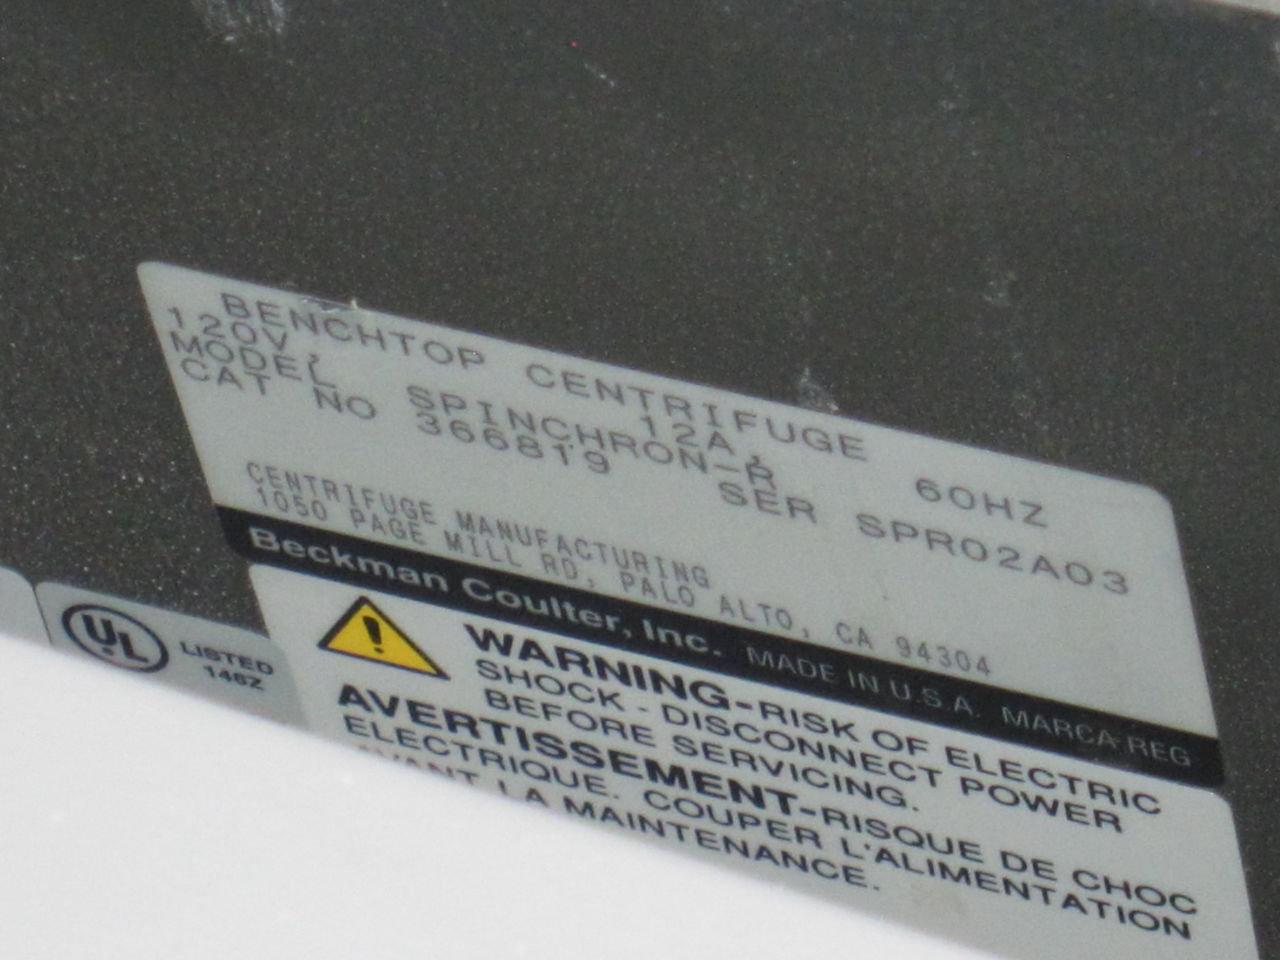 BENCHTOP CENTRIFUGE
120V, 12A, 60HZ
MODEL SPINCHRON-R
CAT NO 366819 SER SPR02A03
CENTRIFUGE MANUFACTURING
1050 PAGE MILL RD, PALO ALTO, CA 94304
Beckman Coulter, Inc. MADE IN U.S.A. MARCA REG
UL LISTED
146Z
WARNING-RISK OF ELECTRIC
SHOCK - DISCONNECT POWER
BEFORE SERVICING.
AVERTISSEMENT-RISQUE DE CHOC
ELECTRIQUE. COUPER L'ALIMENTATION
AVANT LA MAINTENANCE.